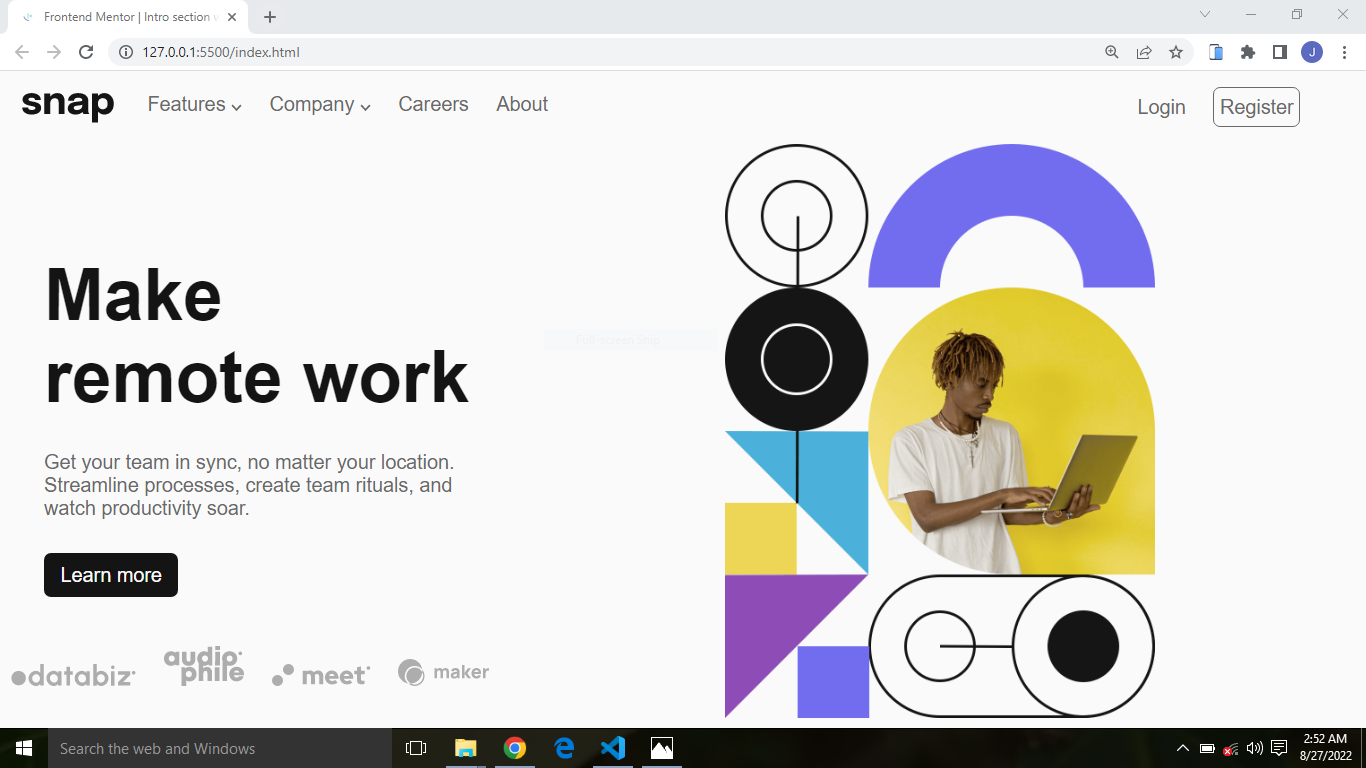 Frontend Mentor | Intro section w
127.0.0.1:5500/index.html
J
snap
Features
Company
Careers
About
Login
Register
Make
remote work
Get your team in sync, no matter your location.
Streamline processes, create team rituals, and
watch productivity soar.
Learn more
databiz
audio
phile
meet
maker
Search the web and Windows
2:52 AM
8/27/2022